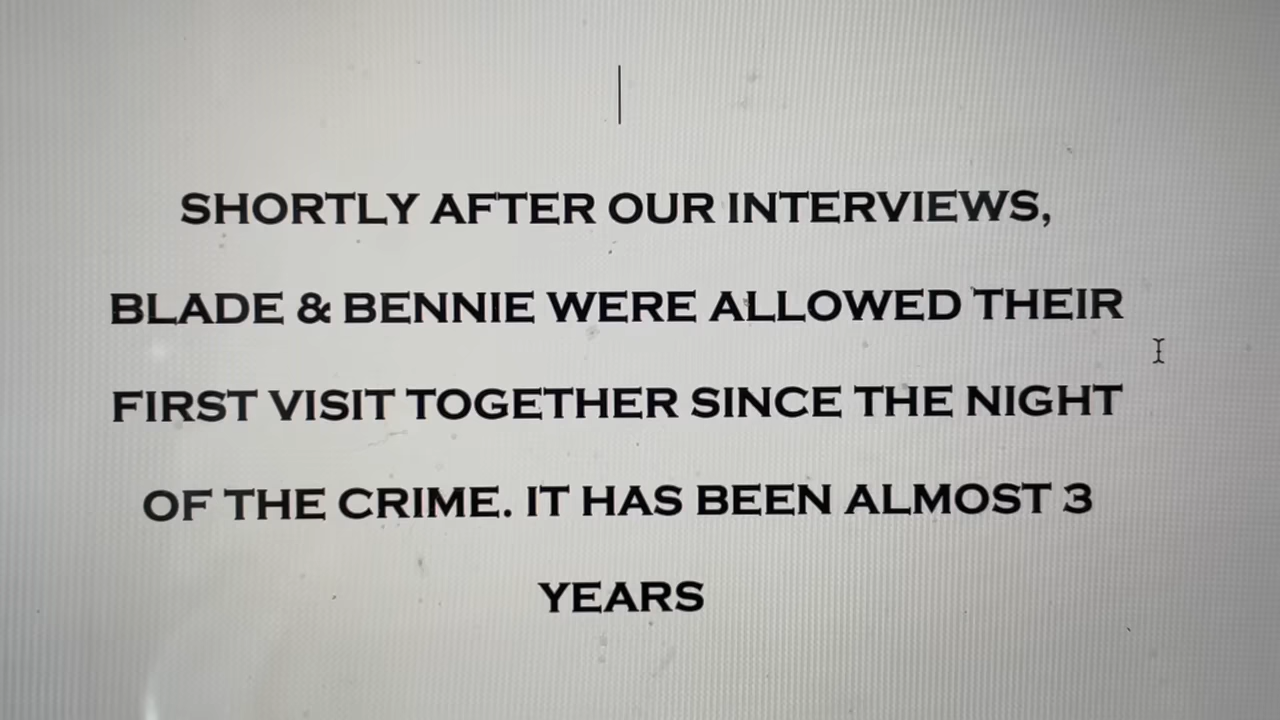 SHORTLY AFTER OUR INTERVIEWS,
BLADE & BENNIE WERE ALLOWED THEIR
FIRST VISIT TOGETHER SINCE THE NIGHT
OF THE CRIME. IT HAS BEEN ALMOST 3
YEARS